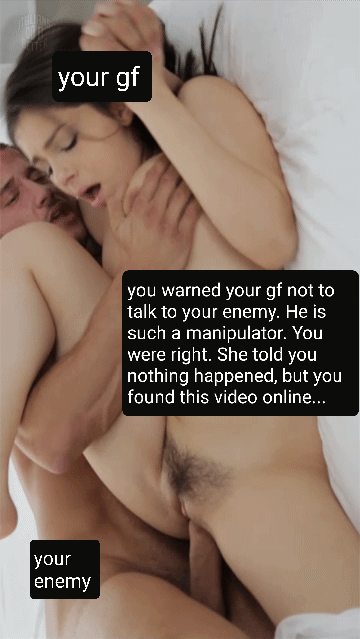 your gf
you warned your gf not to
talk to your enemy. He is
such a manipulator. You
were right. She told you
nothing happened, but you
found this video online...
your
enemy